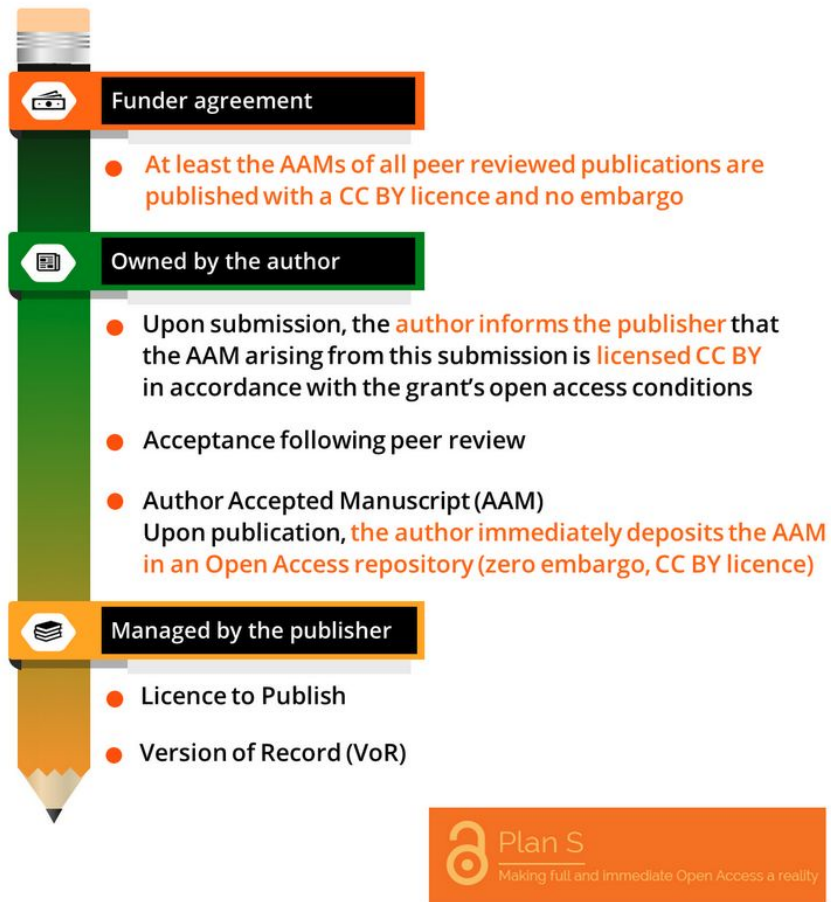 Funder agreement
At least the AAMs of all peer reviewed publications are
published with a CC BY licence and no embargo
Owned by the author
Upon submission, the author informs the publisher that
the AAM arising from this submission is licensed CC BY
in accordance with the grant's open access conditions
Acceptance following peer review
Author Accepted Manuscript (AAM)
Upon publication, the author immediately deposits the AAM
in an Open Access repository (zero embargo, CC BY licence)
Managed by the publisher
Licence to Publish
Version of Record (VoR)
Plan S
Making full and immediate Open Access a reality